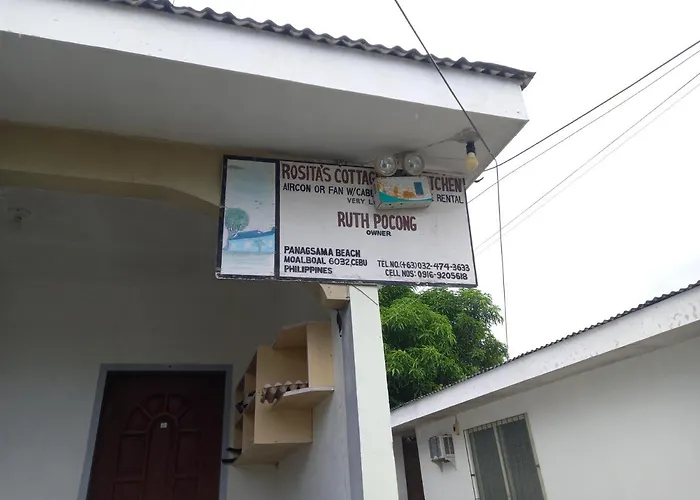 ROSITA'S COTTAG TCHEN
AIRCON OR FAN W/CAB RENTAL
VERY
RUTH POCONG
OWNER
PANAGSAMA BEACH
MOALBOAL 6032,CEBU
PHILIPPINES
TEL.NO.(+63)032-474-3633
CELL NOS: 0916-9205618